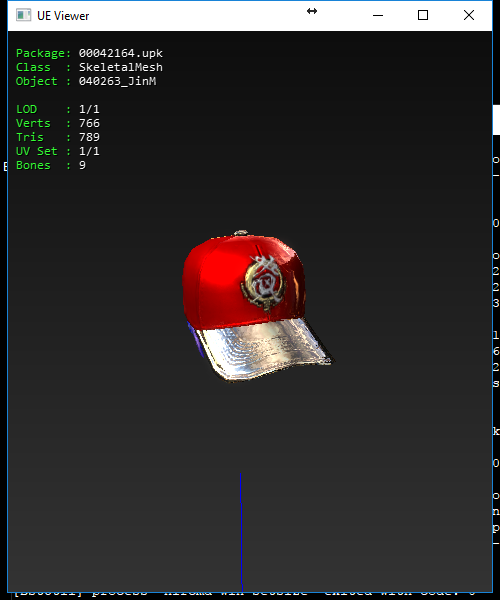 UE Viewer
Package: 00042164.upk
Class : SkeletalMesh
Object : 040263_JinM
LOD : 1/1
Verts : 766
Tris : 789
UV Set : 1/1
Bones : 9